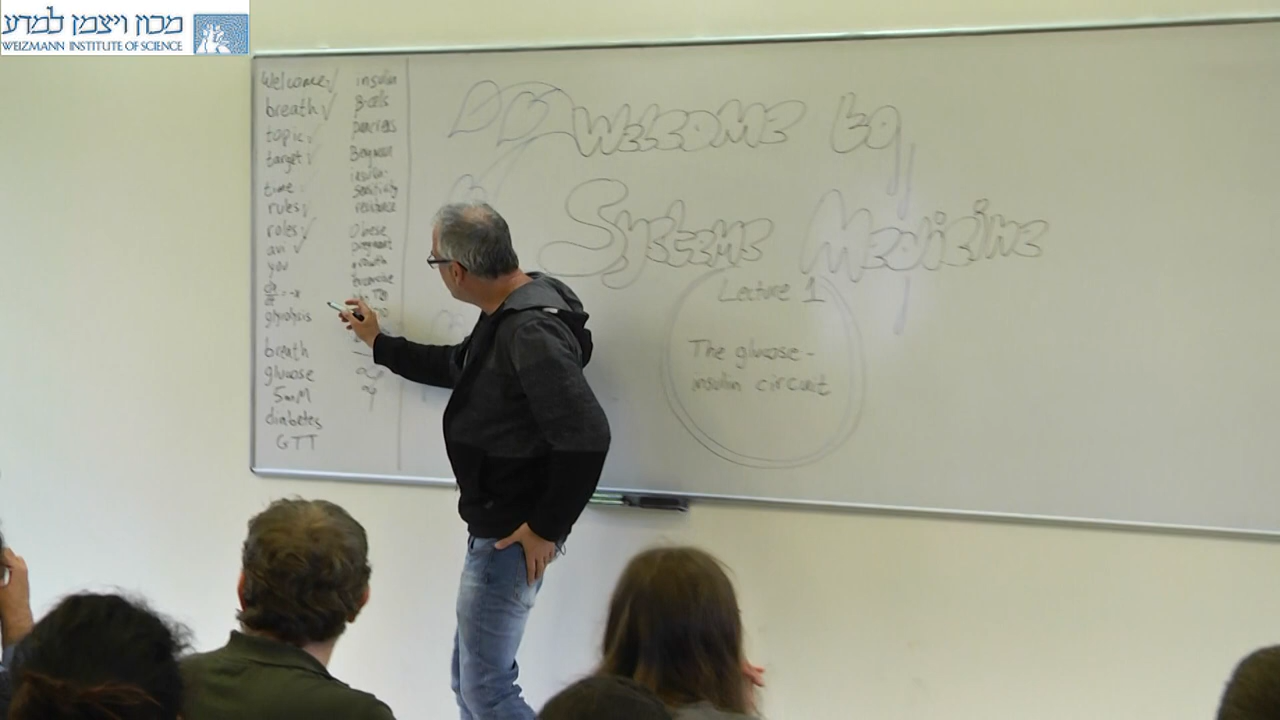 מכון ויצמן למדע
WEIZMANN INSTITUTE OF SCIENCE
Welcome ✓
breath ✓
topic ✓
target ✓
time
rules ✓
roles ✓
avi ✓
you
glycolysis
breath
glucose
5mM
diabetes
GTT
insulin
β-cells
pancreas
Bergman
insulin
sensitivity
resistance
Obese
pregnant
growth
exercise
Welcome to
Systems Medicine
Lecture 1
The glucose-
insulin circuit